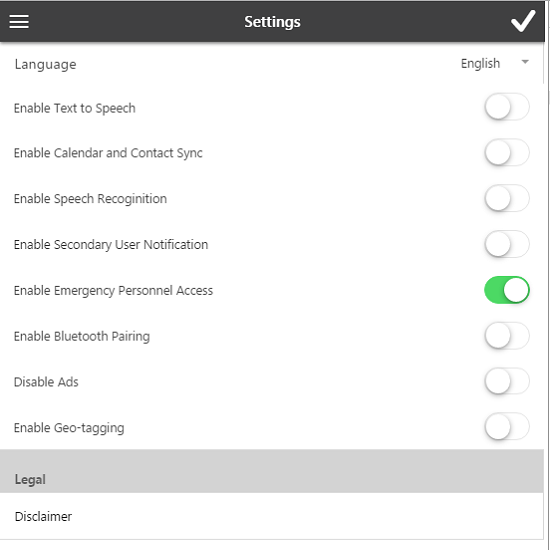 Settings
Language English
Enable Text to Speech
Enable Calendar and Contact Sync
Enable Speech Recoginition
Enable Secondary User Notification
Enable Emergency Personnel Access
Enable Bluetooth Pairing
Disable Ads
Enable Geo-tagging
Legal
Disclaimer